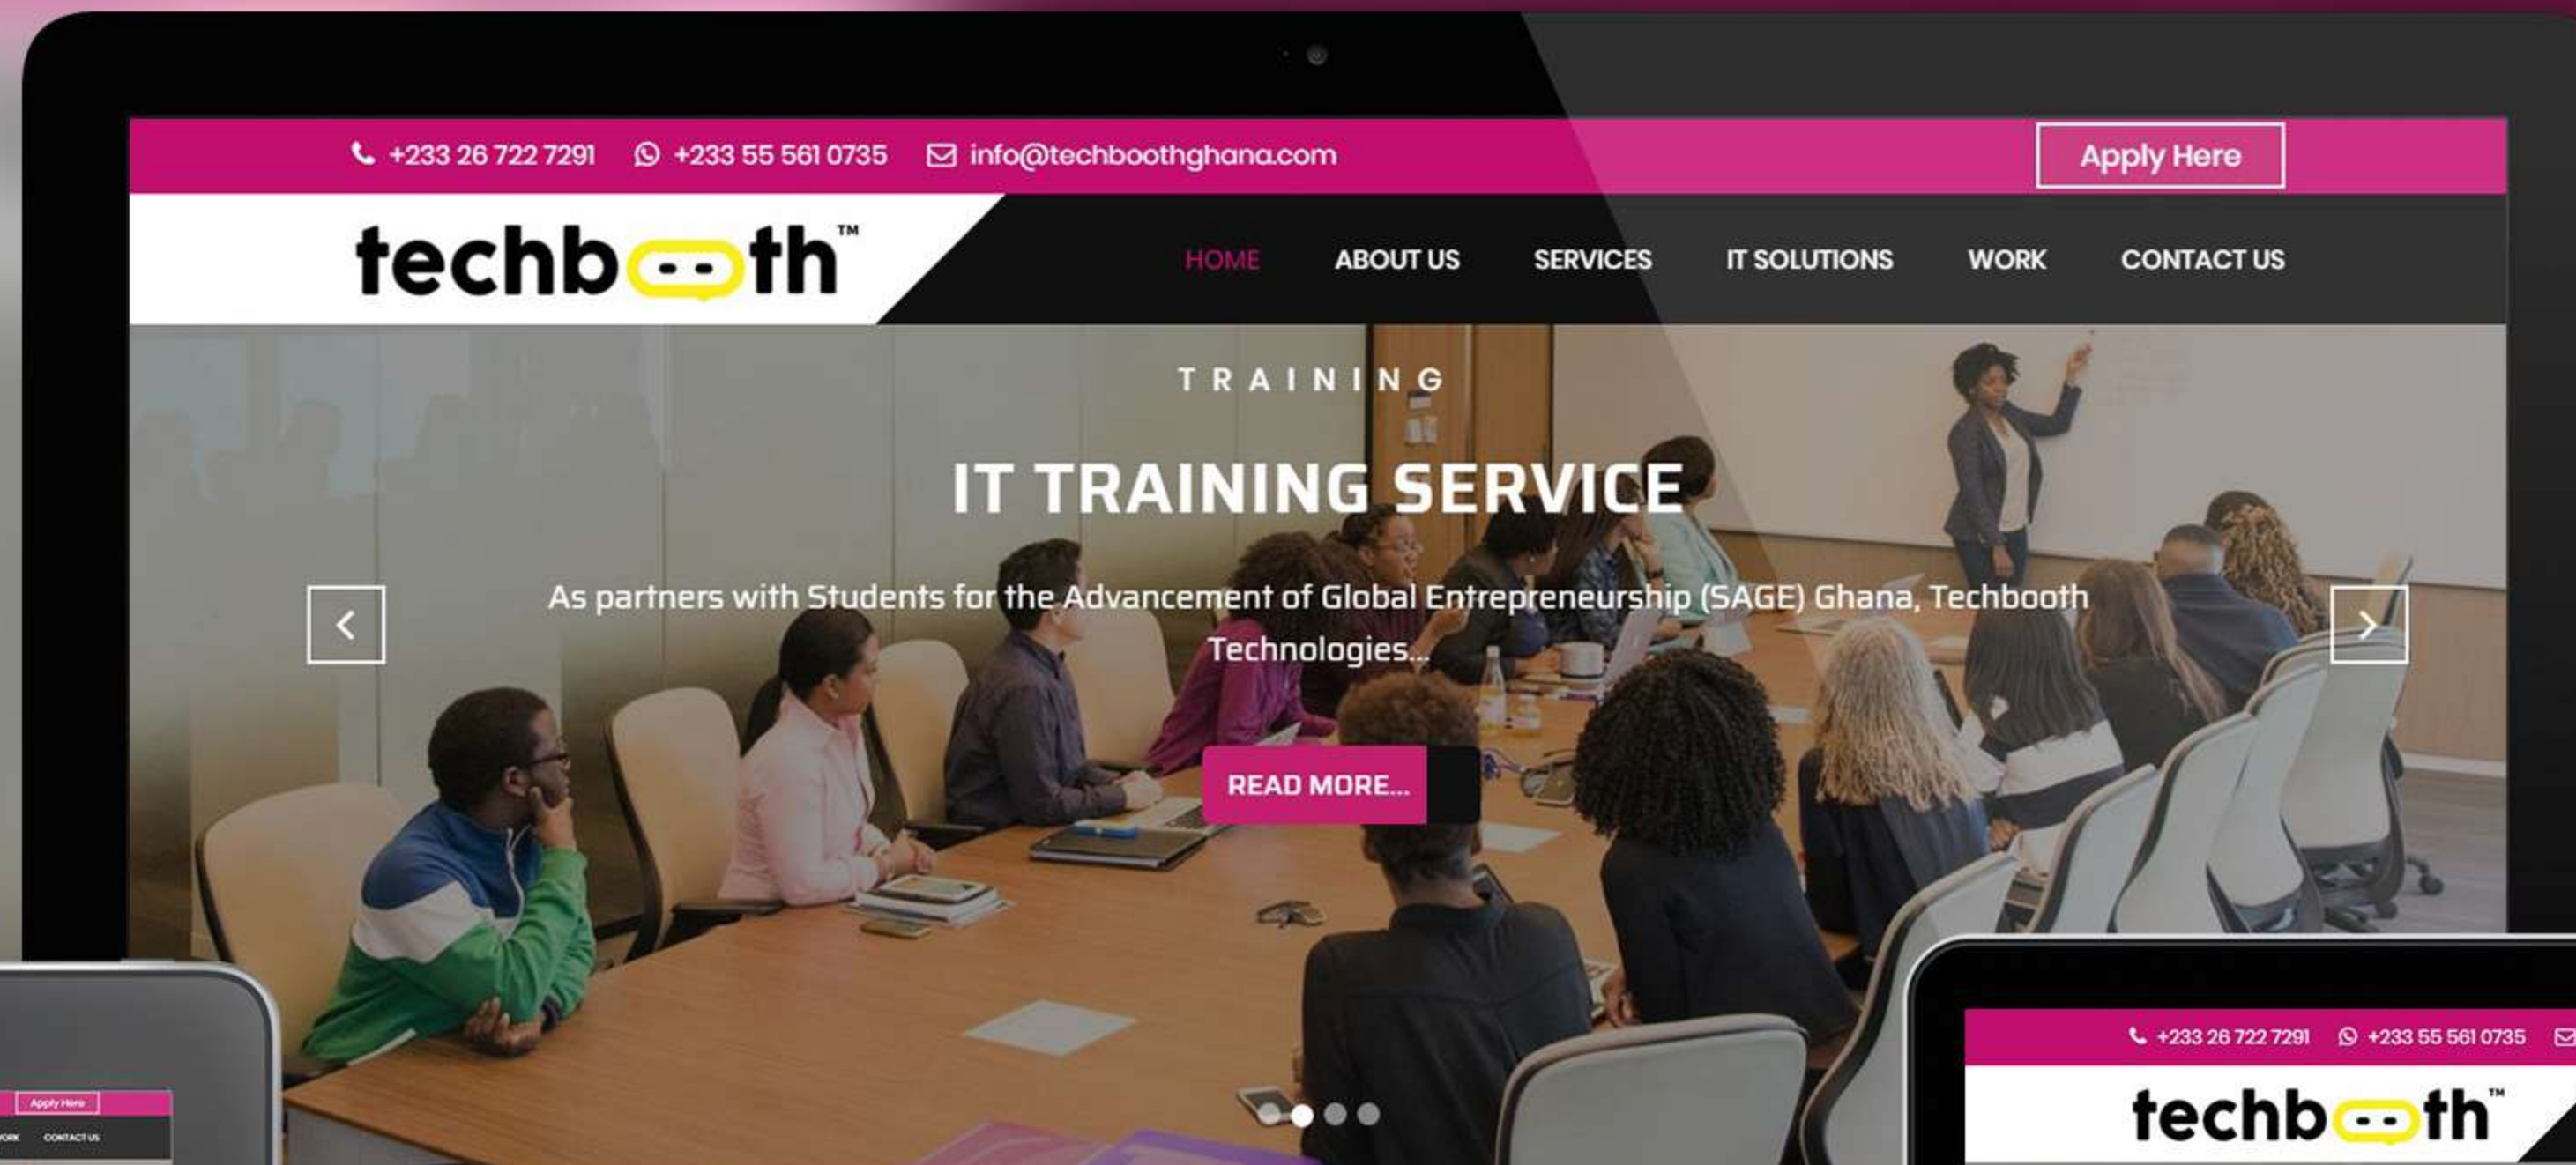 +233 26 722 7291 +233 55 561 0735 info@techboothghana.com Apply Here
techbooth™
HOME ABOUT US SERVICES IT SOLUTIONS WORK CONTACT US
TRAINING
IT TRAINING SERVICE
As partners with Students for the Advancement of Global Entrepreneurship (SAGE) Ghana, Techbooth
Technologies...
READ MORE...
Apply Here
CONTACT US
+233 26 722 7291 +233 55 561 0735
techbooth™